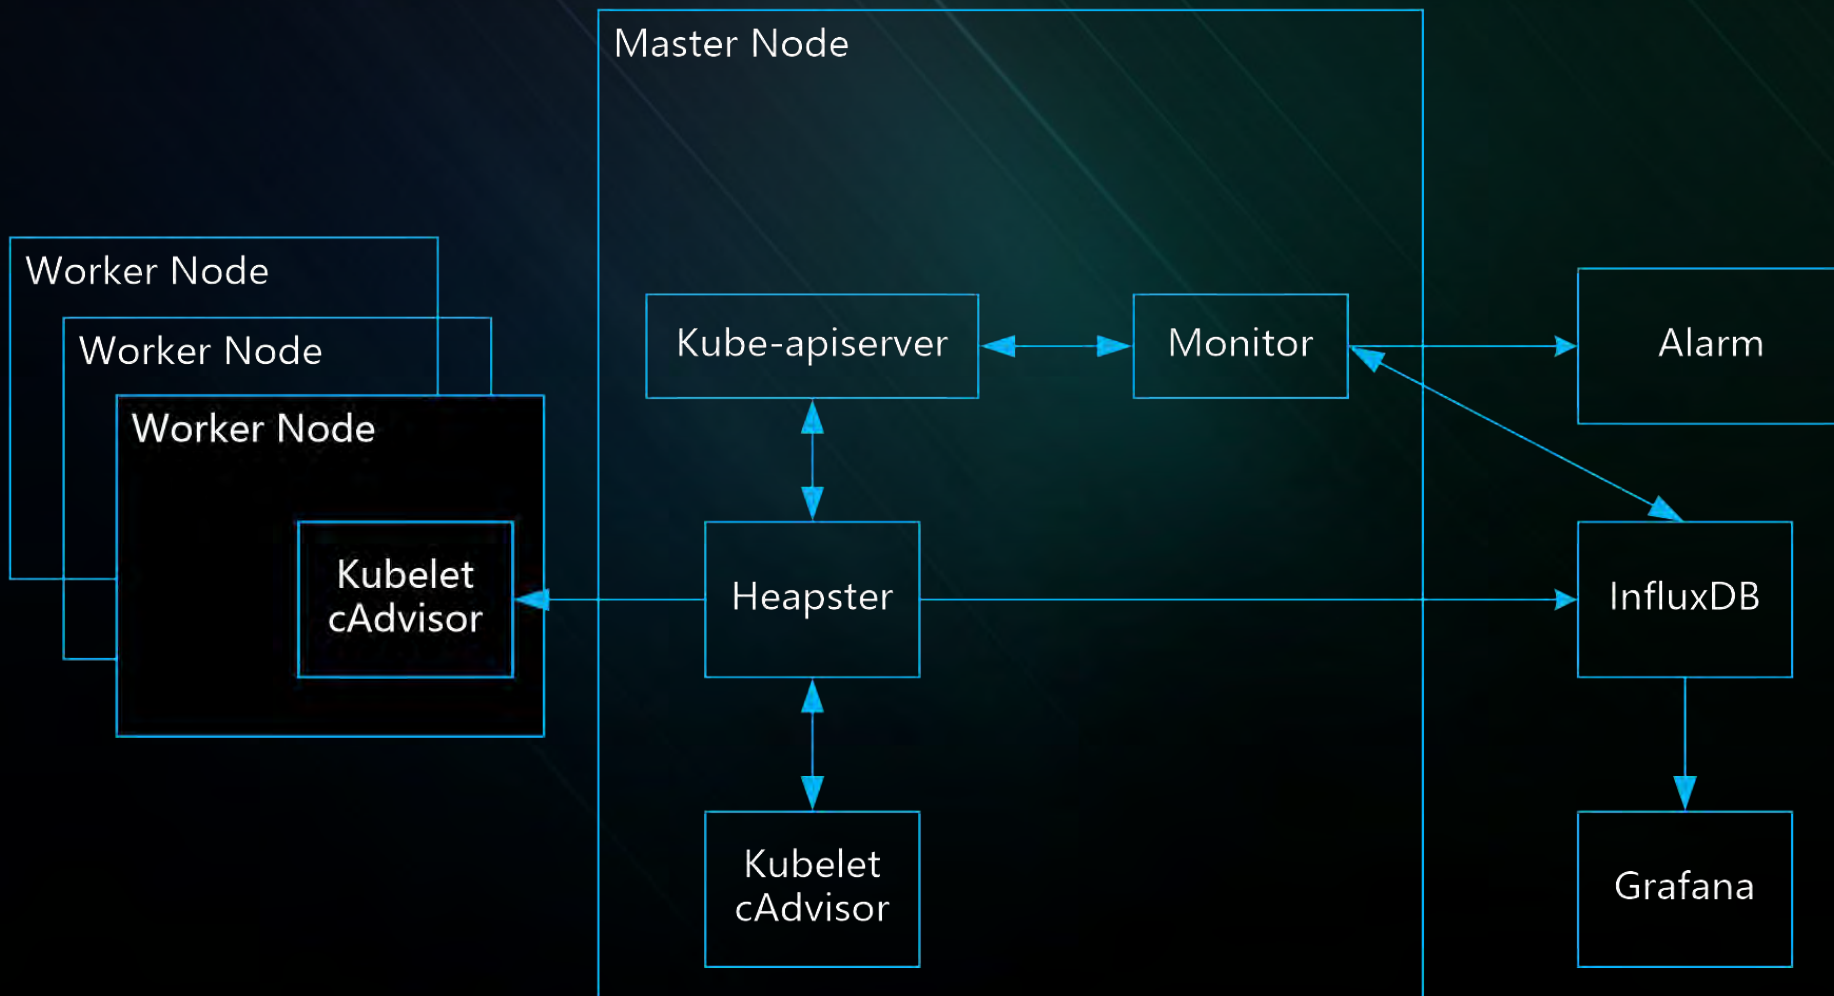 Master Node
Worker Node
Worker Node
Worker Node
Kube-apiserver
Monitor
Alarm
Kubelet
cAdvisor
Heapster
InfluxDB
Kubelet
cAdvisor
Grafana